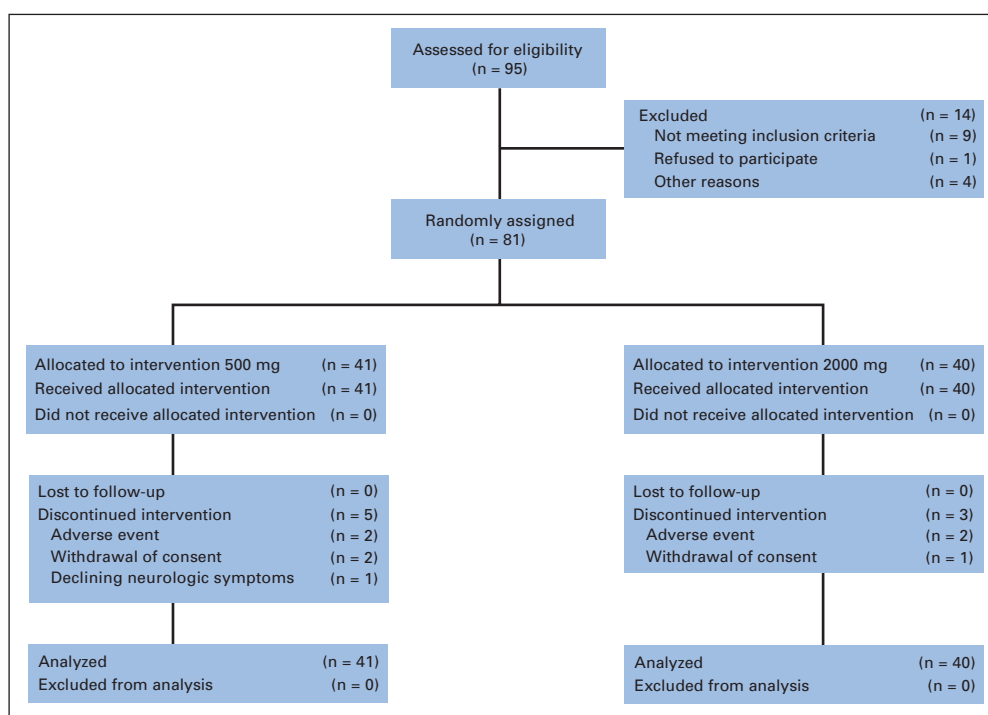 Assessed for eligibility
(n = 95)
Excluded (n = 14)
Not meeting inclusion criteria (n = 9)
Refused to participate (n = 1)
Other reasons (n = 4)
Randomly assigned
(n = 81)
Allocated to intervention 500 mg (n = 41)
Received allocated intervention (n = 41)
Did not receive allocated intervention (n = 0)
Allocated to intervention 2000 mg (n = 40)
Received allocated intervention (n = 40)
Did not receive allocated intervention (n = 0)
Lost to follow-up (n = 0)
Discontinued intervention (n = 5)
Adverse event (n = 2)
Withdrawal of consent (n = 2)
Declining neurologic symptoms (n = 1)
Lost to follow-up (n = 0)
Discontinued intervention (n = 3)
Adverse event (n = 2)
Withdrawal of consent (n = 1)
Analyzed (n = 41)
Excluded from analysis (n = 0)
Analyzed (n = 40)
Excluded from analysis (n = 0)